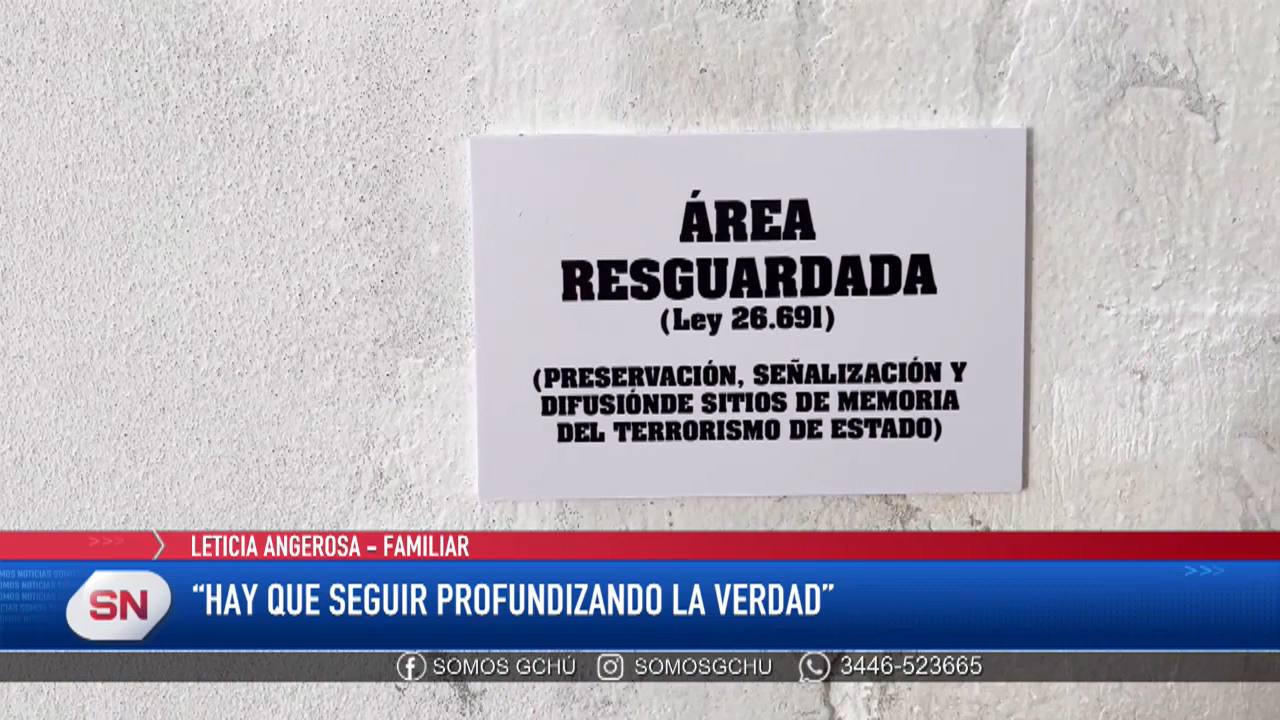 ÁREA
RESGUARDADA
(Ley 26.691)
(PRESERVACIÓN, SEÑALIZACIÓN Y
DIFUSIÓNDE SITIOS DE MEMORIA
DEL TERRORISMO DE ESTADO)
LETICIA ANGEROSA – FAMILIAR
SN
“HAY QUE SEGUIR PROFUNDIZANDO LA VERDAD”
SOMOS GCHÚ SOMOSGCHU 3446-523665